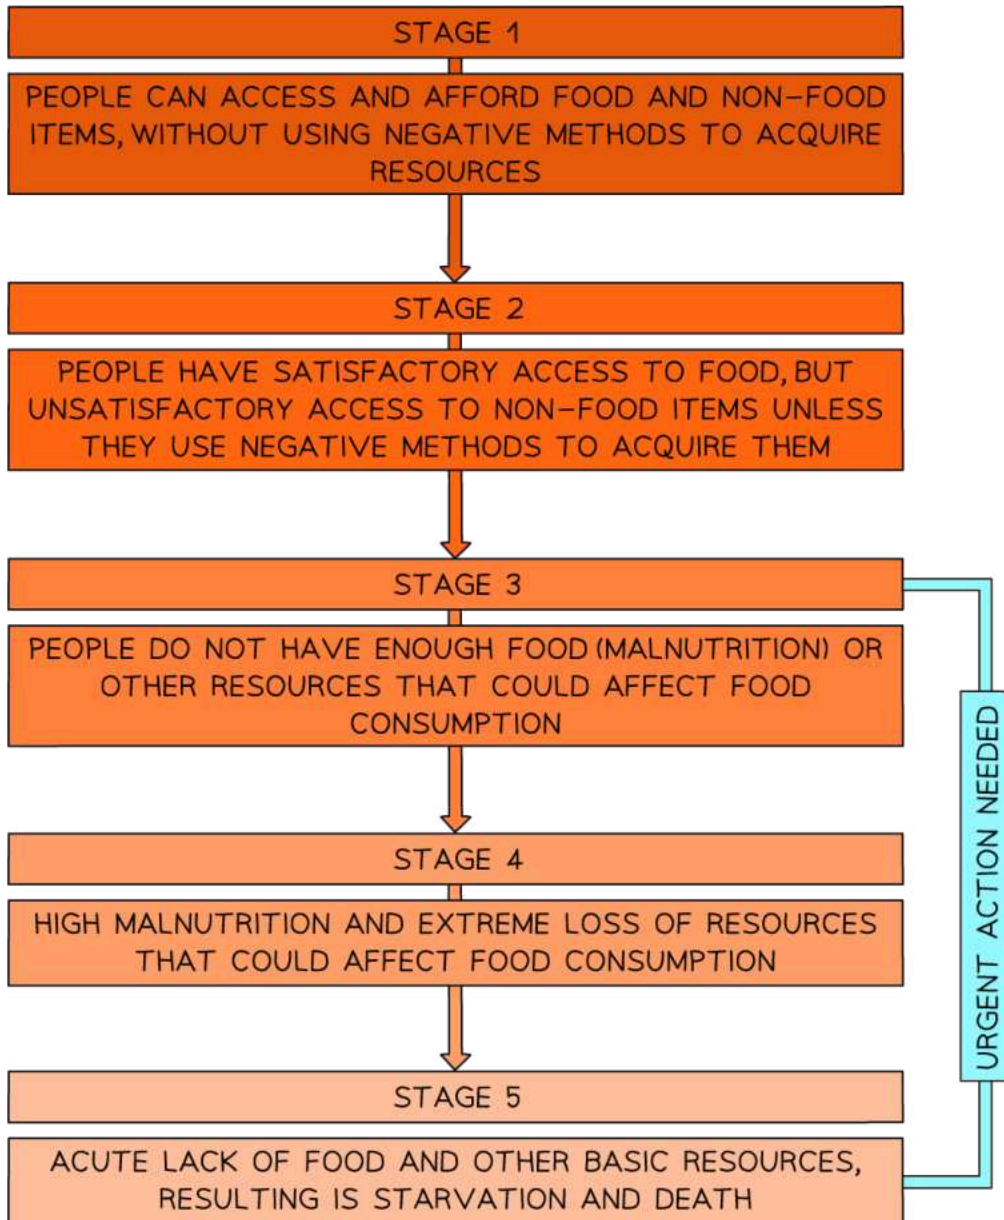 STAGE 1
PEOPLE CAN ACCESS AND AFFORD FOOD AND NON-FOOD
ITEMS, WITHOUT USING NEGATIVE METHODS TO ACQUIRE
RESOURCES
STAGE 2
PEOPLE HAVE SATISFACTORY ACCESS TO FOOD, BUT
UNSATISFACTORY ACCESS TO NON-FOOD ITEMS UNLESS
THEY USE NEGATIVE METHODS TO ACQUIRE THEM
STAGE 3
PEOPLE DO NOT HAVE ENOUGH FOOD (MALNUTRITION) OR
OTHER RESOURCES THAT COULD AFFECT FOOD
CONSUMPTION
STAGE 4
HIGH MALNUTRITION AND EXTREME LOSS OF RESOURCES
THAT COULD AFFECT FOOD CONSUMPTION
STAGE 5
ACUTE LACK OF FOOD AND OTHER BASIC RESOURCES,
RESULTING IS STARVATION AND DEATH
URGENT ACTION NEEDED